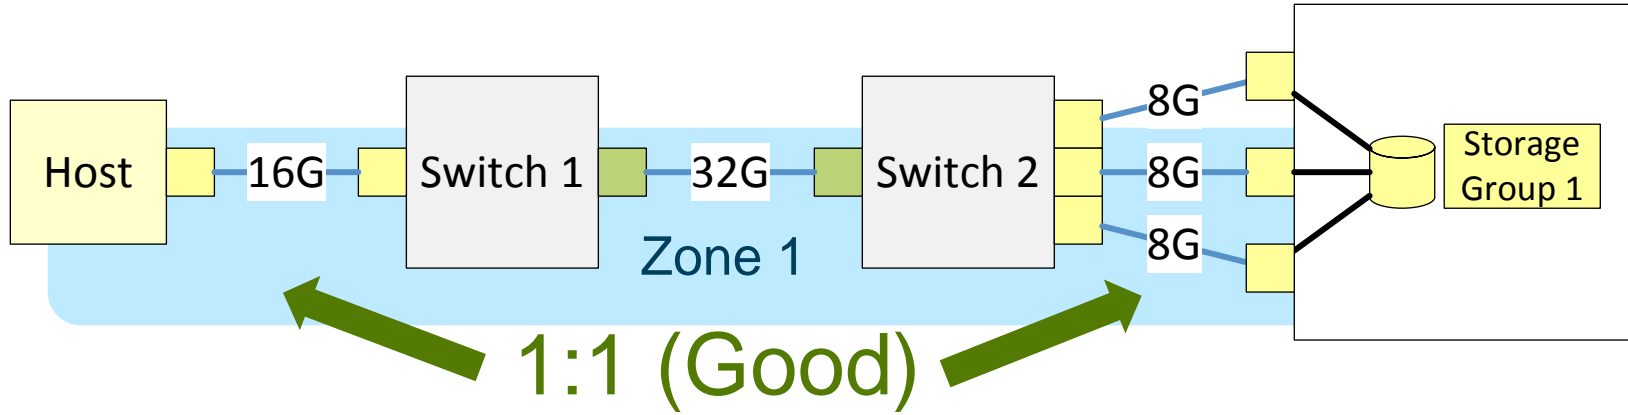 Host
16G
Switch 1
32G
Switch 2
8G
8G
8G
Storage
Group 1
Zone 1
1:1 (Good)